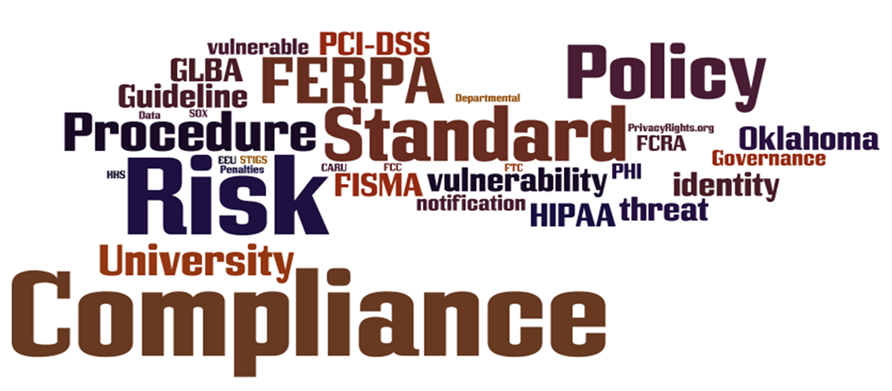 vulnerable PCI-DSS
GLBA FERPA Policy
Guideline Departmental
Data SOX
Procedure Standard PrivacyRights.org Oklahoma
FCRA Governance
HHS Risk EEU STIGS CARU FCC FTC PHI
Penalties FISMA vulnerability identity
notification HIPAA threat
University
Compliance